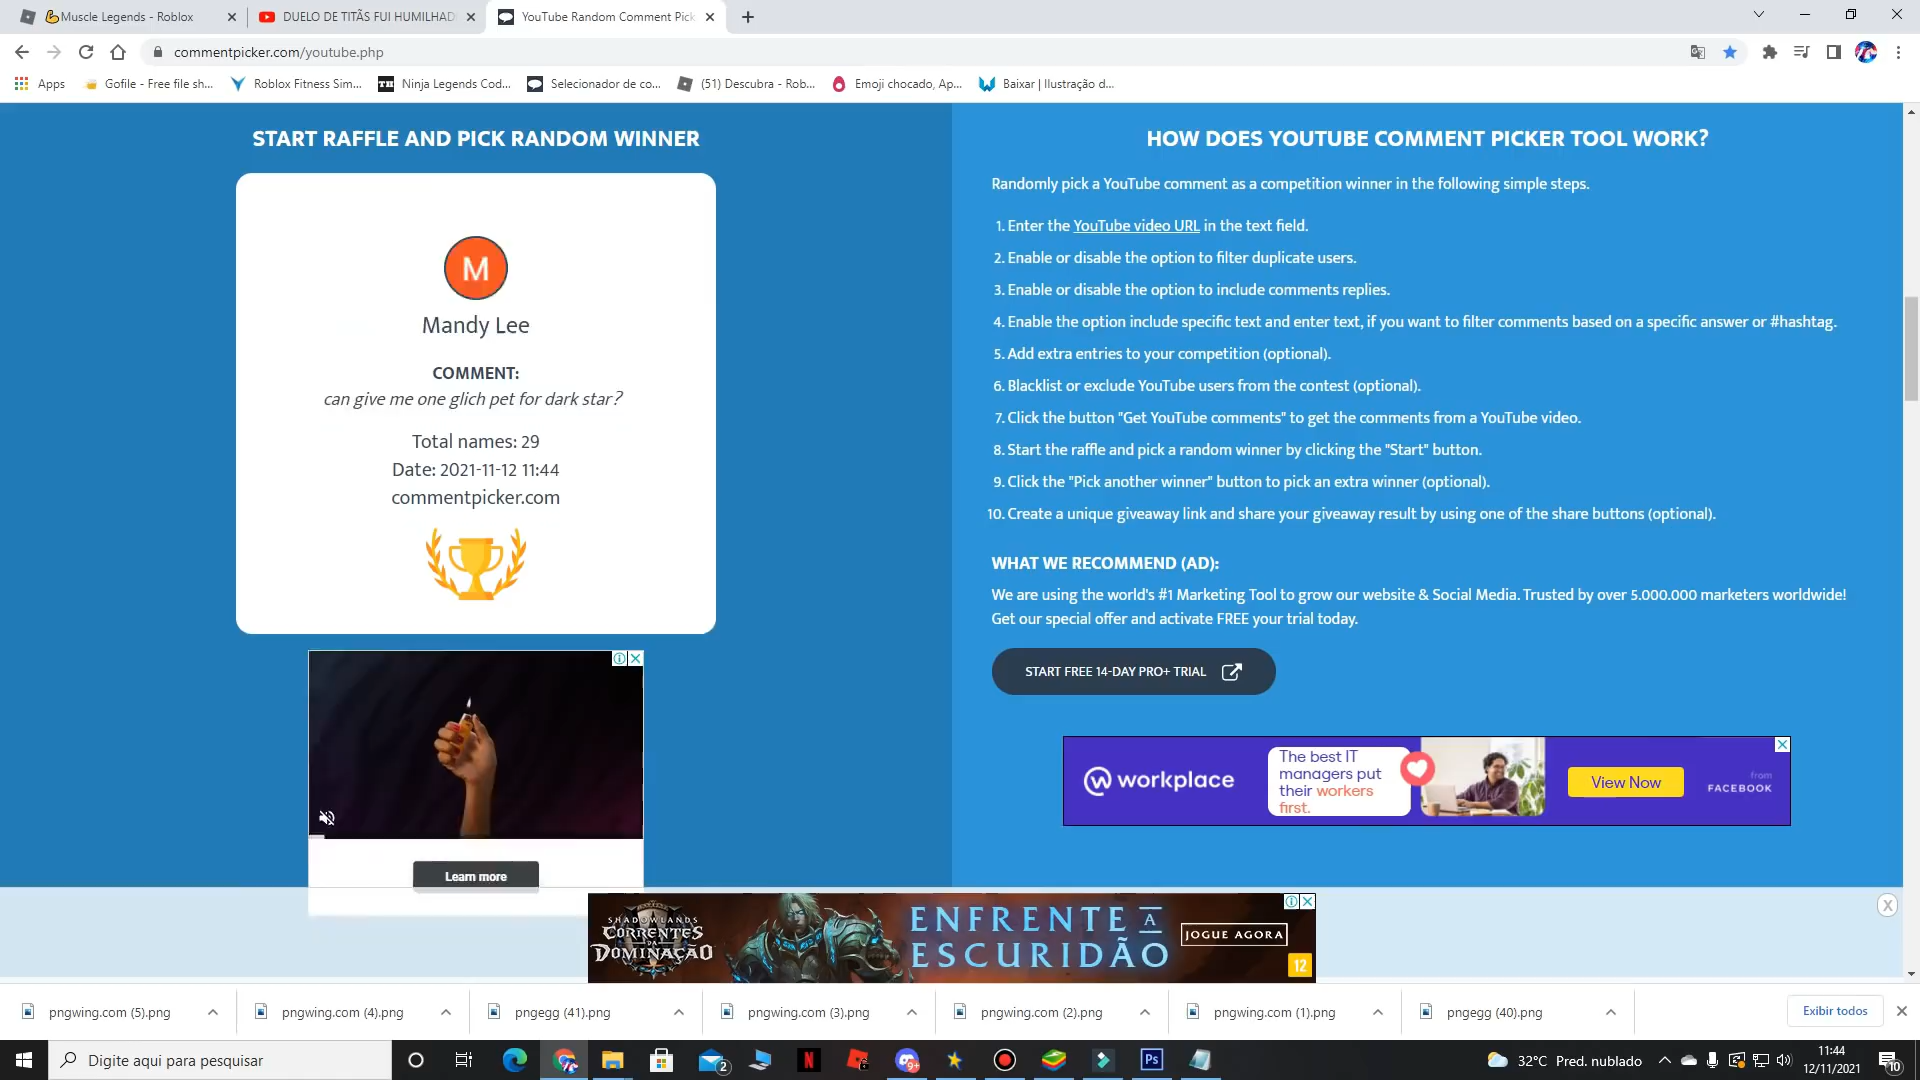 Muscle Legends - Roblox
DUELO DE TITÃS FUI HUMILHAD
YouTube Random Comment Pick
commentpicker.com/youtube.php
Apps
Gofile - Free file sh...
Roblox Fitness Sim...
Ninja Legends Cod...
Selecionador de co...
(51) Descubra - Rob...
Emoji chocado, Ap...
Baixar | Ilustração d...
START RAFFLE AND PICK RANDOM WINNER
M
Mandy Lee
COMMENT:
can give me one glich pet for dark star?
Total names: 29
Date: 2021-11-12 11:44
commentpicker.com
Learn more
HOW DOES YOUTUBE COMMENT PICKER TOOL WORK?
Randomly pick a YouTube comment as a competition winner in the following simple steps.
1. Enter the YouTube video URL in the text field.
2. Enable or disable the option to filter duplicate users.
3. Enable or disable the option to include comments replies.
4. Enable the option include specific text and enter text, if you want to filter comments based on a specific answer or #hashtag.
5. Add extra entries to your competition (optional).
6. Blacklist or exclude YouTube users from the contest (optional).
7. Click the button "Get YouTube comments" to get the comments from a YouTube video.
8. Start the raffle and pick a random winner by clicking the "Start" button.
9. Click the "Pick another winner" button to pick an extra winner (optional).
10. Create a unique giveaway link and share your giveaway result by using one of the share buttons (optional).
WHAT WE RECOMMEND (AD):
We are using the world's #1 Marketing Tool to grow our website & Social Media. Trusted by over 5.000.000 marketers worldwide!
Get our special offer and activate FREE your trial today.
START FREE 14-DAY PRO+ TRIAL
workplace
The best IT
managers put
their workers
first.
View Now
from
FACEBOOK
SHADOWLANDS
CORRENTES
DA
DOMINAÇÃO
ENFRENTE A
ESCURIDÃO
JOGUE AGORA
12
pngwing.com (5).png
pngwing.com (4).png
pngegg (41).png
pngwing.com (3).png
pngwing.com (2).png
pngwing.com (1).png
pngegg (40).png
Exibir todos
Digite aqui para pesquisar
2
N
9+
Ps
32°C Pred. nublado
11:44
12/11/2021
10